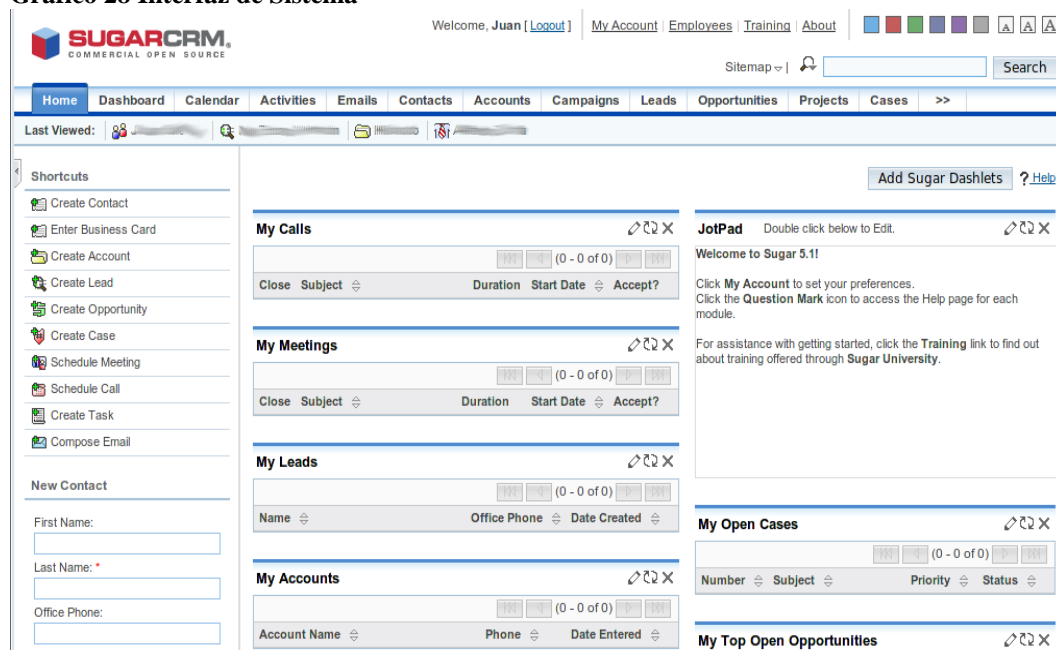 Gráfico 28 Interfaz de Sistema
SUGARCRM.
COMMERCIAL OPEN SOURCE
Welcome, Juan [ Logout ] My Account | Employees | Training | About
A A A
Sitemap | Search
Home Dashboard Calendar Activities Emails Contacts Accounts Campaigns Leads Opportunities Projects Cases >>
Last Viewed:
Shortcuts
Create Contact
Enter Business Card
Create Account
Create Lead
Create Opportunity
Create Case
Schedule Meeting
Schedule Call
Create Task
Compose Email
New Contact
First Name:
Last Name: *
Office Phone:
Add Sugar Dashlets ? Help
My Calls
(0 - 0 of 0)
Close Subject Duration Start Date Accept?
My Meetings
(0 - 0 of 0)
Close Subject Duration Start Date Accept?
My Leads
(0 - 0 of 0)
Name Office Phone Date Created
My Accounts
(0 - 0 of 0)
Account Name Phone Date Entered
JotPad Double click below to Edit.
Welcome to Sugar 5.1!
Click My Account to set your preferences.
Click the Question Mark icon to access the Help page for each
module.
For assistance with getting started, click the Training link to find out
about training offered through Sugar University.
My Open Cases
(0 - 0 of 0)
Number Subject Priority Status
My Top Open Opportunities